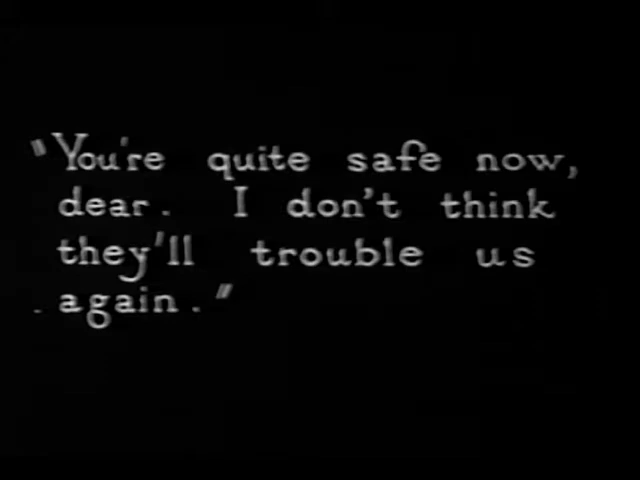 "You're quite safe now,
dear. I don't think
they'll trouble us
. again."